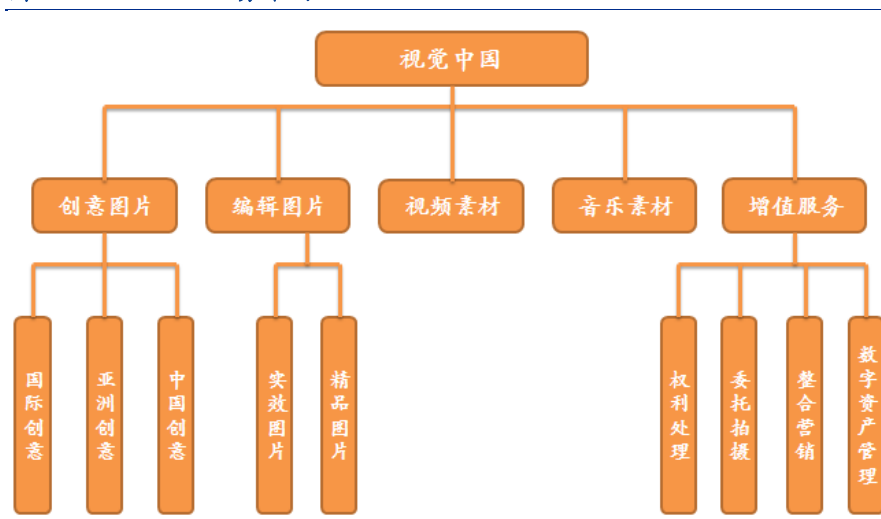 视觉中国
创意图片
编辑图片
视频素材
音乐素材
增值服务
国际创意
亚洲创意
中国创意
实效图片
精品图片
权利处理
委托拍摄
整合营销
数字资产管理